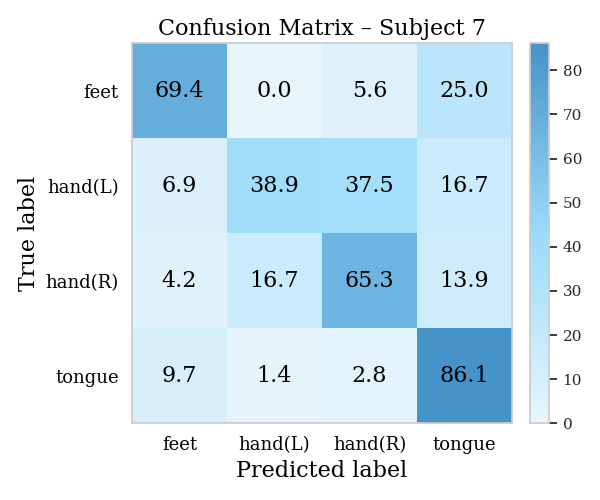 Confusion Matrix – Subject 7
True label
feet 69.4 0.0 5.6 25.0
hand(L) 6.9 38.9 37.5 16.7
hand(R) 4.2 16.7 65.3 13.9
tongue 9.7 1.4 2.8 86.1
feet hand(L) hand(R) tongue
Predicted label
80
70
60
50
40
30
20
10
0